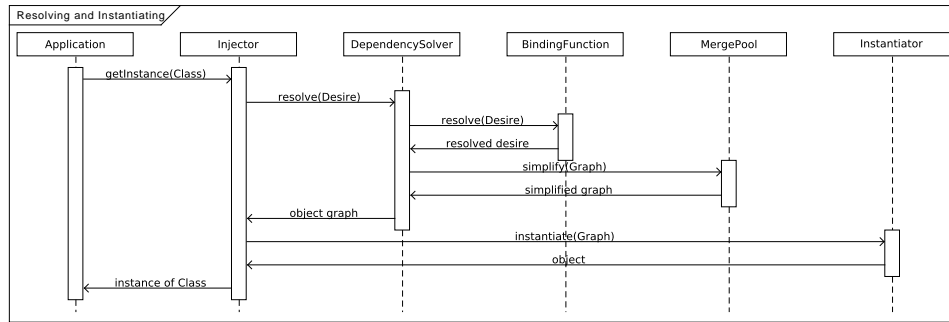 Resolving and Instantiating
Application
Injector
DependencySolver
BindingFunction
MergePool
Instantiator
getInstance(Class)
resolve(Desire)
resolve(Desire)
resolved desire
simplify(Graph)
simplified graph
object graph
instantiate(Graph)
object
instance of Class